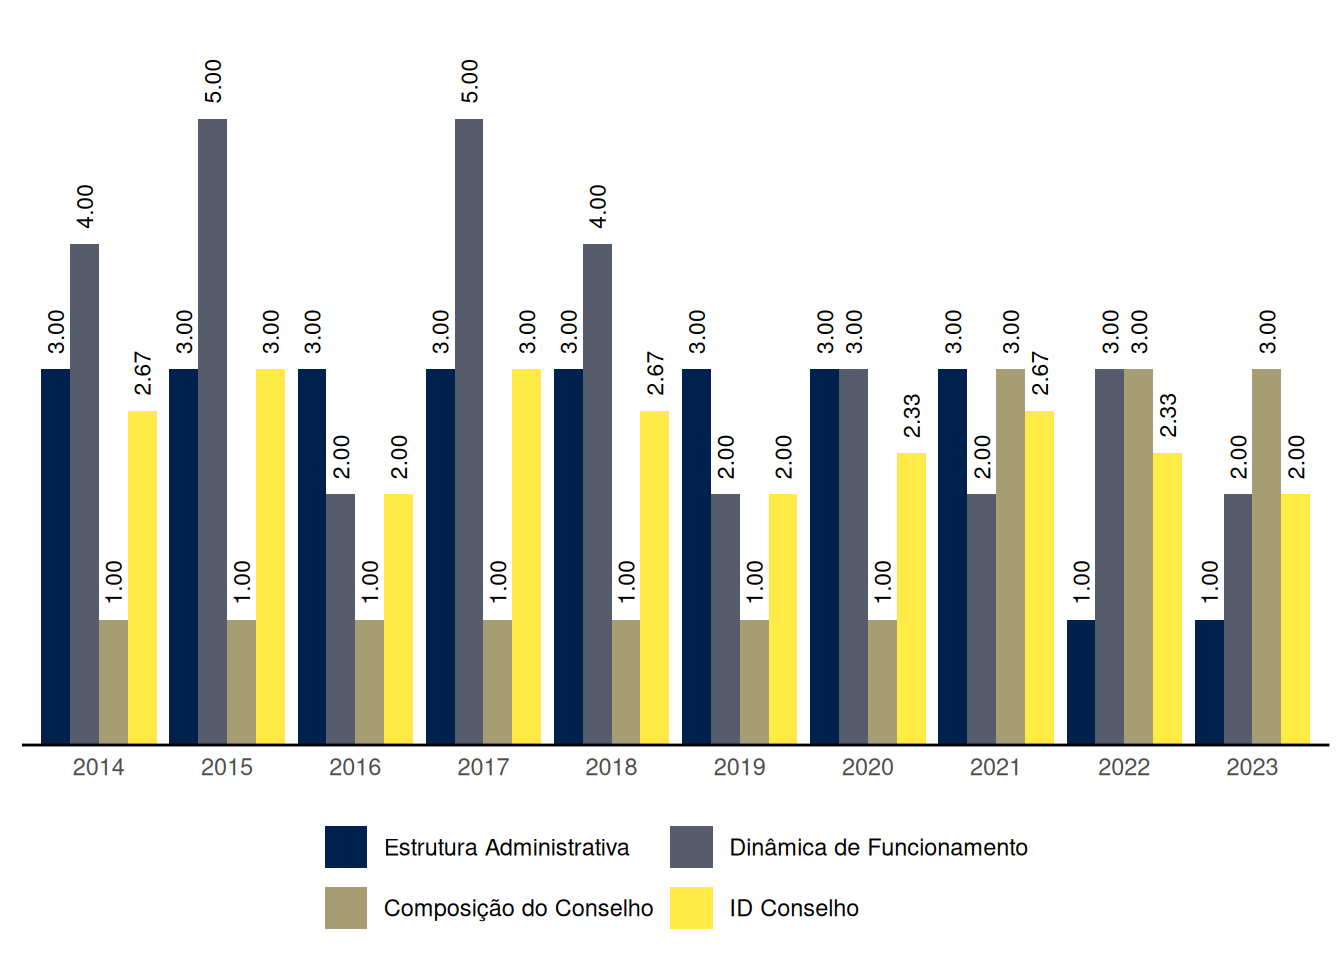 5.00 5.00
4.00 4.00
3.00 3.00 3.00 3.00 3.00 3.00 3.00 3.00 3.00 3.00 3.00 3.00 3.00 3.00 3.00
2.67 2.67 2.67
2.33 2.33
2.00 2.00 2.00 2.00 2.00 2.00 2.00
1.00 1.00 1.00 1.00 1.00 1.00 1.00 1.00 1.00
2014 2015 2016 2017 2018 2019 2020 2021 2022 2023
Estrutura Administrativa Dinâmica de Funcionamento
Composição do Conselho ID Conselho